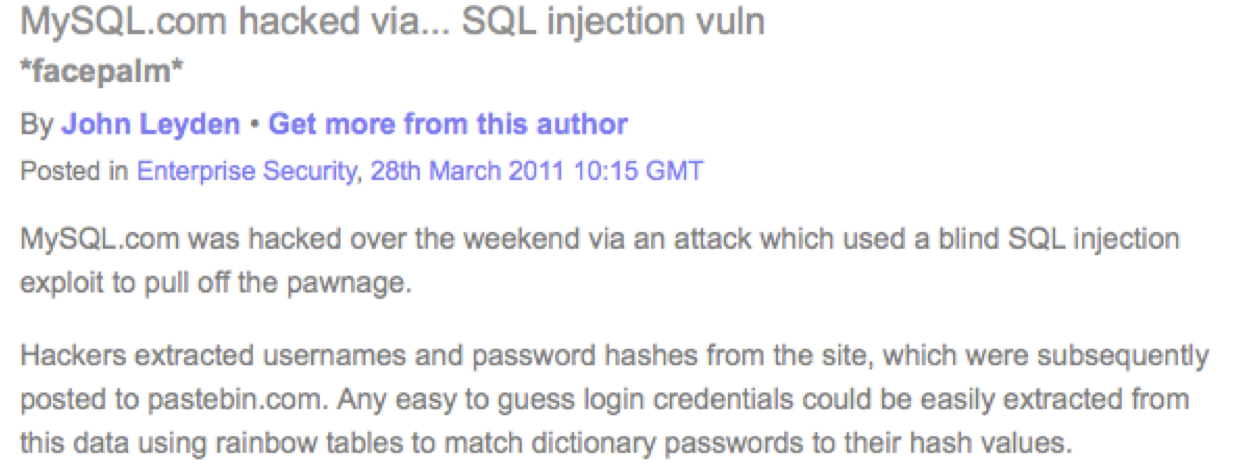 MySQL.com hacked via... SQL injection vuln
*facepalm*
By John Leyden • Get more from this author
Posted in Enterprise Security, 28th March 2011 10:15 GMT
MySQL.com was hacked over the weekend via an attack which used a blind SQL injection
exploit to pull off the pawnage.
Hackers extracted usernames and password hashes from the site, which were subsequently
posted to pastebin.com. Any easy to guess login credentials could be easily extracted from
this data using rainbow tables to match dictionary passwords to their hash values.